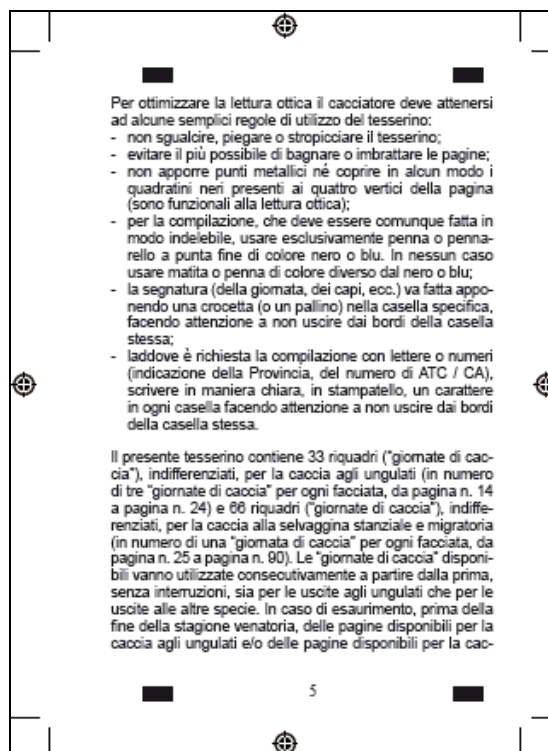 Per ottimizzare la lettura ottica il cacciatore deve attenersi
ad alcune semplici regole di utilizzo del tesserino:
- non sgualcire, piegare o stropicciare il tesserino;
- evitare il più possibile di bagnare o imbrattare le pagine;
- non apporre punti metallici né coprire in alcun modo i
quadratini neri presenti ai quattro vertici della pagina
(sono funzionali alla lettura ottica);
- per la compilazione, che deve essere comunque fatta in
modo indelebile, usare esclusivamente penna o penna-
rello a punta fine di colore nero o blu. In nessun caso
usare matita o penna di colore diverso dal nero o blu;
- la segnatura (della giornata, dei capi, ecc.) va fatta appo-
nendo una crocetta (o un pallino) nella casella specifica,
facendo attenzione a non uscire dai bordi della casella
stessa;
- laddove è richiesta la compilazione con lettere o numeri
(indicazione della Provincia, del numero di ATC / CA),
scrivere in maniera chiara, in stampatello, un carattere
in ogni casella facendo attenzione a non uscire dai bordi
della casella stessa.
Il presente tesserino contiene 33 riquadri ("giornate di cac-
cia"), indifferenziati, per la caccia agli ungulati (in numero
di tre "giornate di caccia" per ogni facciata, da pagina n. 14
a pagina n. 24) e 66 riquadri ("giornate di caccia"), indiffe-
renziati, per la caccia alla selvaggina stanziale e migratoria
(in numero di una "giornata di caccia" per ogni facciata, da
pagina n. 25 a pagina n. 90). Le "giornate di caccia" disponi-
bili vanno utilizzate consecutivamente a partire dalla prima,
senza interruzioni, sia per le uscite agli ungulati che per le
uscite alle altre specie. In caso di esaurimento, prima della
fine della stagione venatoria, delle pagine disponibili per la
caccia agli ungulati e/o delle pagine disponibili per la cac-
5